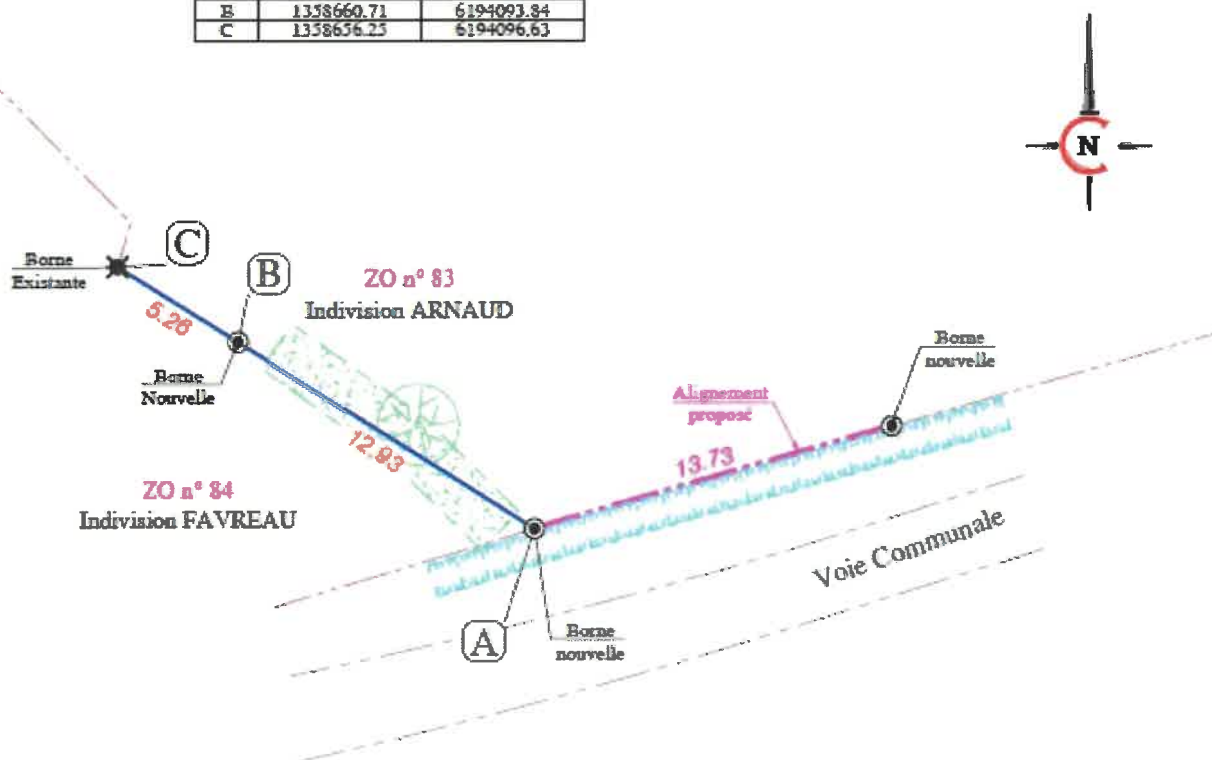 B 1358660.71 6194093.84
C 1358656.25 6194096.63
N
C
Borne
Existante
B
ZO n° 83
Indivision ARNAUD
5.26
Borne
nouvelle
Borne
Nouvelle
Alignement
proposé
12.93
13.73
ZO n° 84
Indivision FAVREAU
Voie Communale
A
Borne
nouvelle